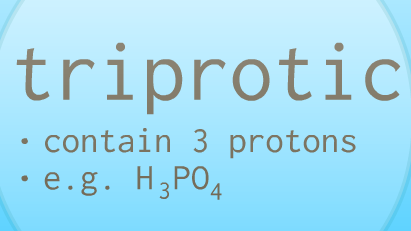 triprotic
• contain 3 protons
• e.g. H₃PO₄